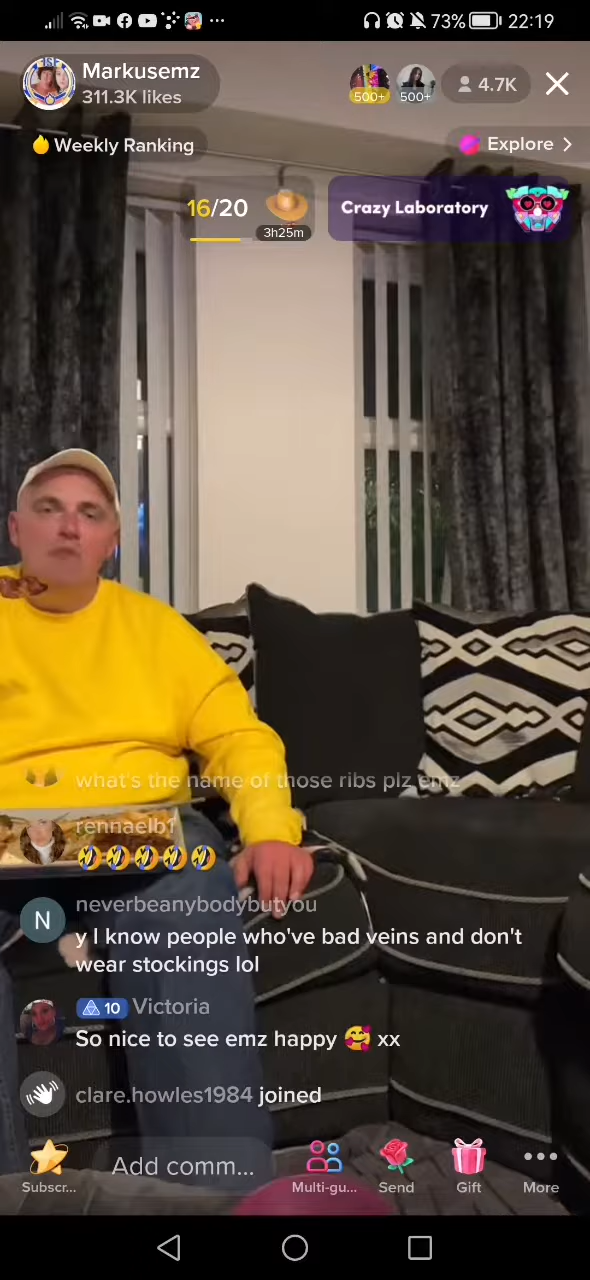 73% 22:19
Markusemz
311.3K likes
500+ 500+ 4.7K
Weekly Ranking
Explore >
16/20
3h25m
Crazy Laboratory
what's the name of those ribs plz emz
rennaelb1
N
neverbeanybodybutyou
y I know people who've bad veins and don't
wear stockings lol
10 Victoria
So nice to see emz happy 🥰 xx
clare.howles1984 joined
Add comm...
Subscr... Multi-gu... Send Gift More